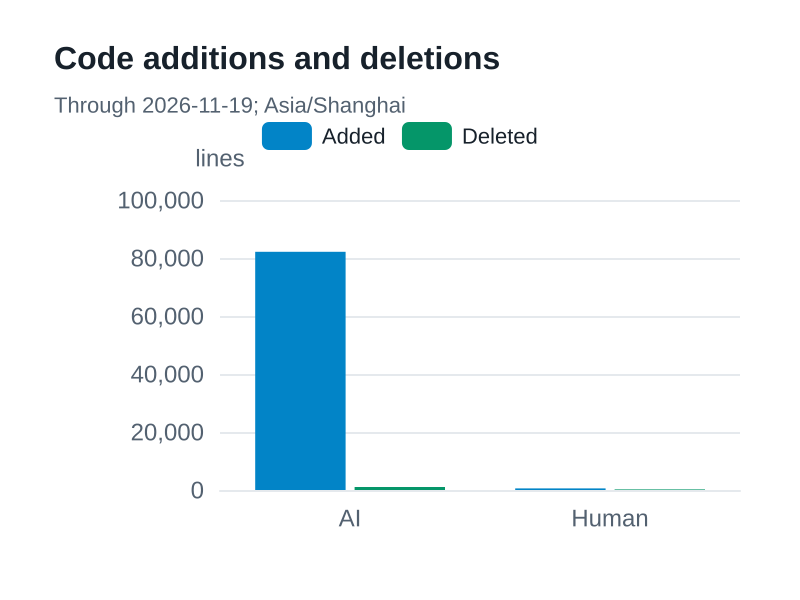 Code additions and deletions
Through 2026-11-19; Asia/Shanghai
Added Deleted
lines
100,000
80,000
60,000
40,000
20,000
0
AI Human